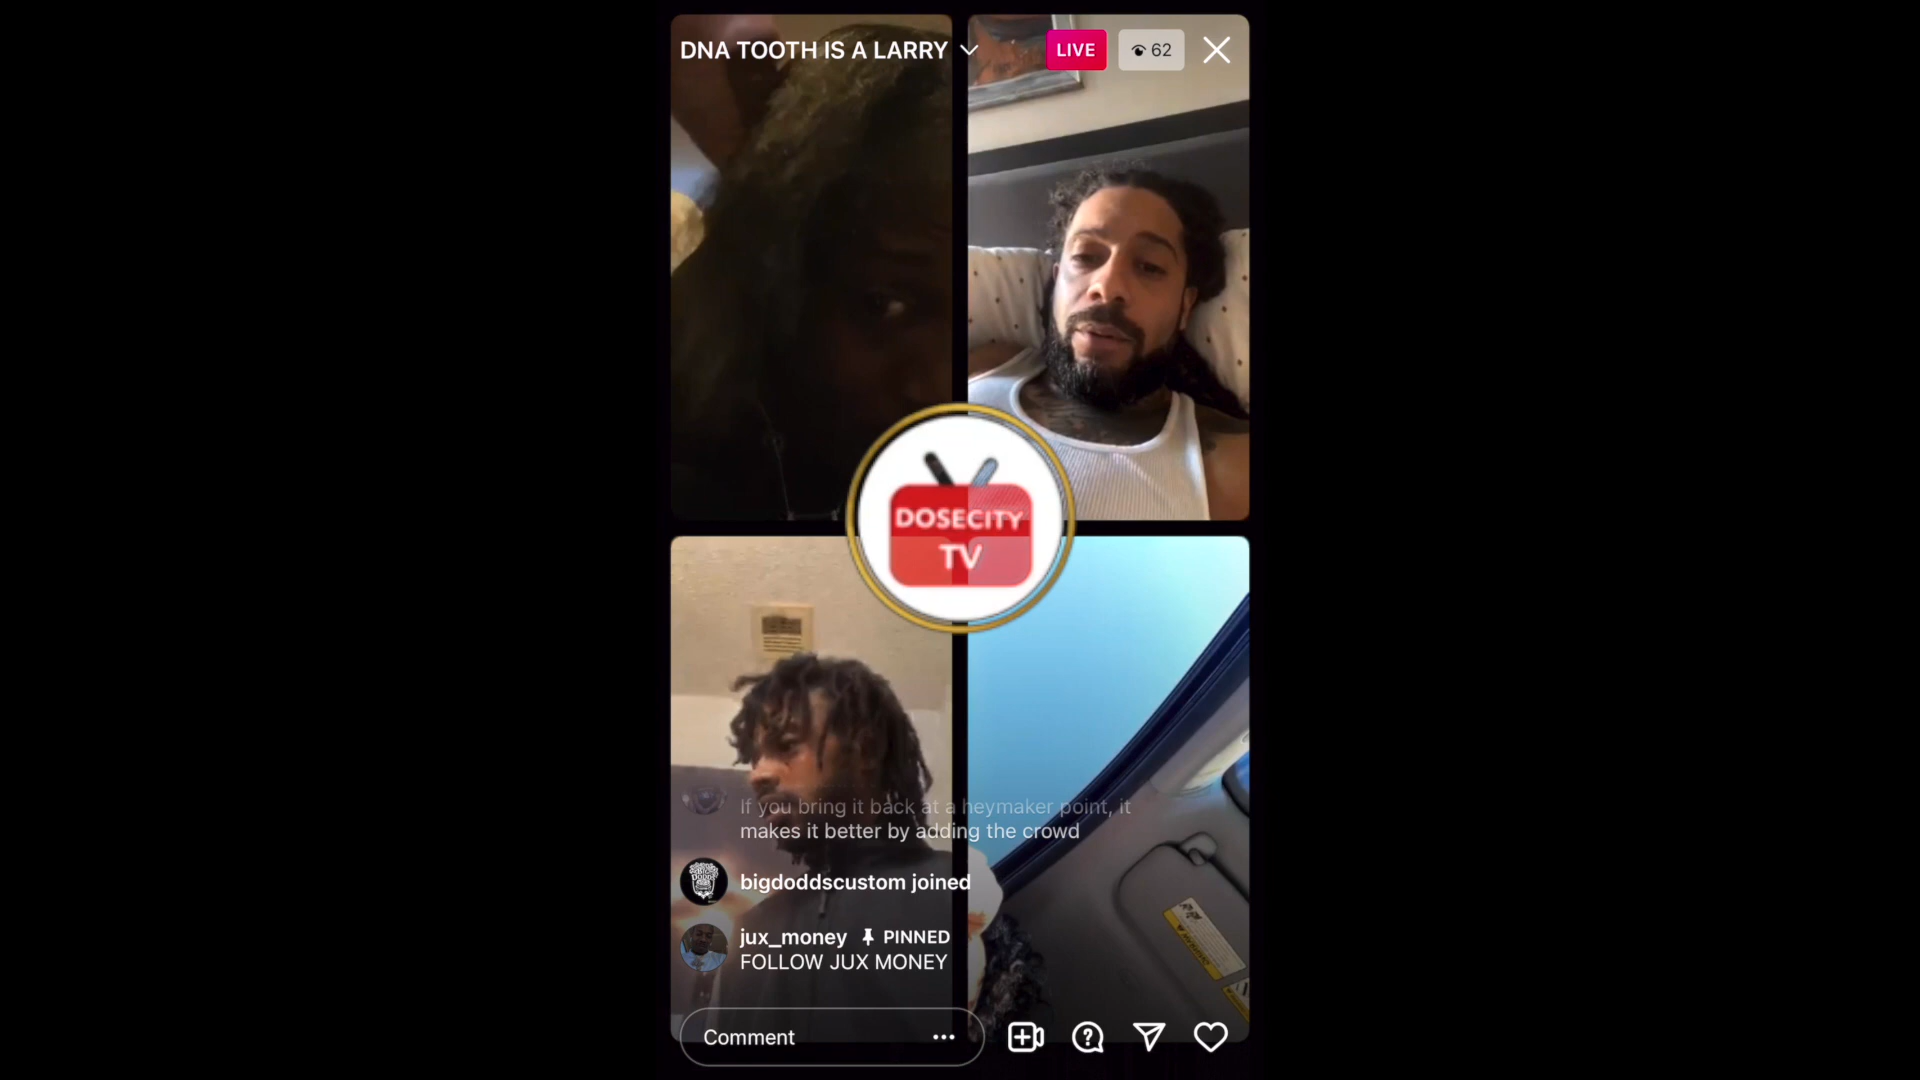 DNA TOOTH IS A LARRY
LIVE
62
DOSECITY
TV
If you bring it back at a heymaker point, it
makes it better by adding the crowd
bigdoddscustom joined
jux_money PINNED
FOLLOW JUX MONEY
Comment